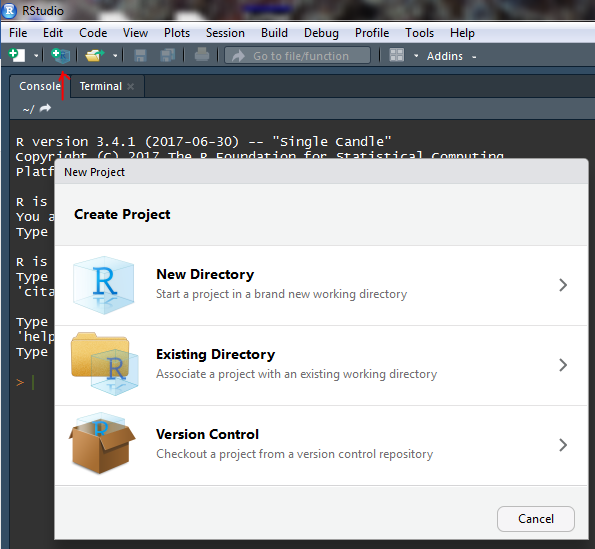 RStudio
File Edit Code View Plots Session Build Debug Profile Tools Help
Go to file/function Addins
Console Terminal
~/
R version 3.4.1 (2017-06-30) -- "Single Candle"
Copyright (C) 2017 The R Foundation for Statistical Computing
Platf
R is
You a
Type
R is
Type
'cita
Type
'help
Type
>
New Project
Create Project
R
New Directory
Start a project in a brand new working directory
R
Existing Directory
Associate a project with an existing working directory
R
Version Control
Checkout a project from a version control repository
Cancel